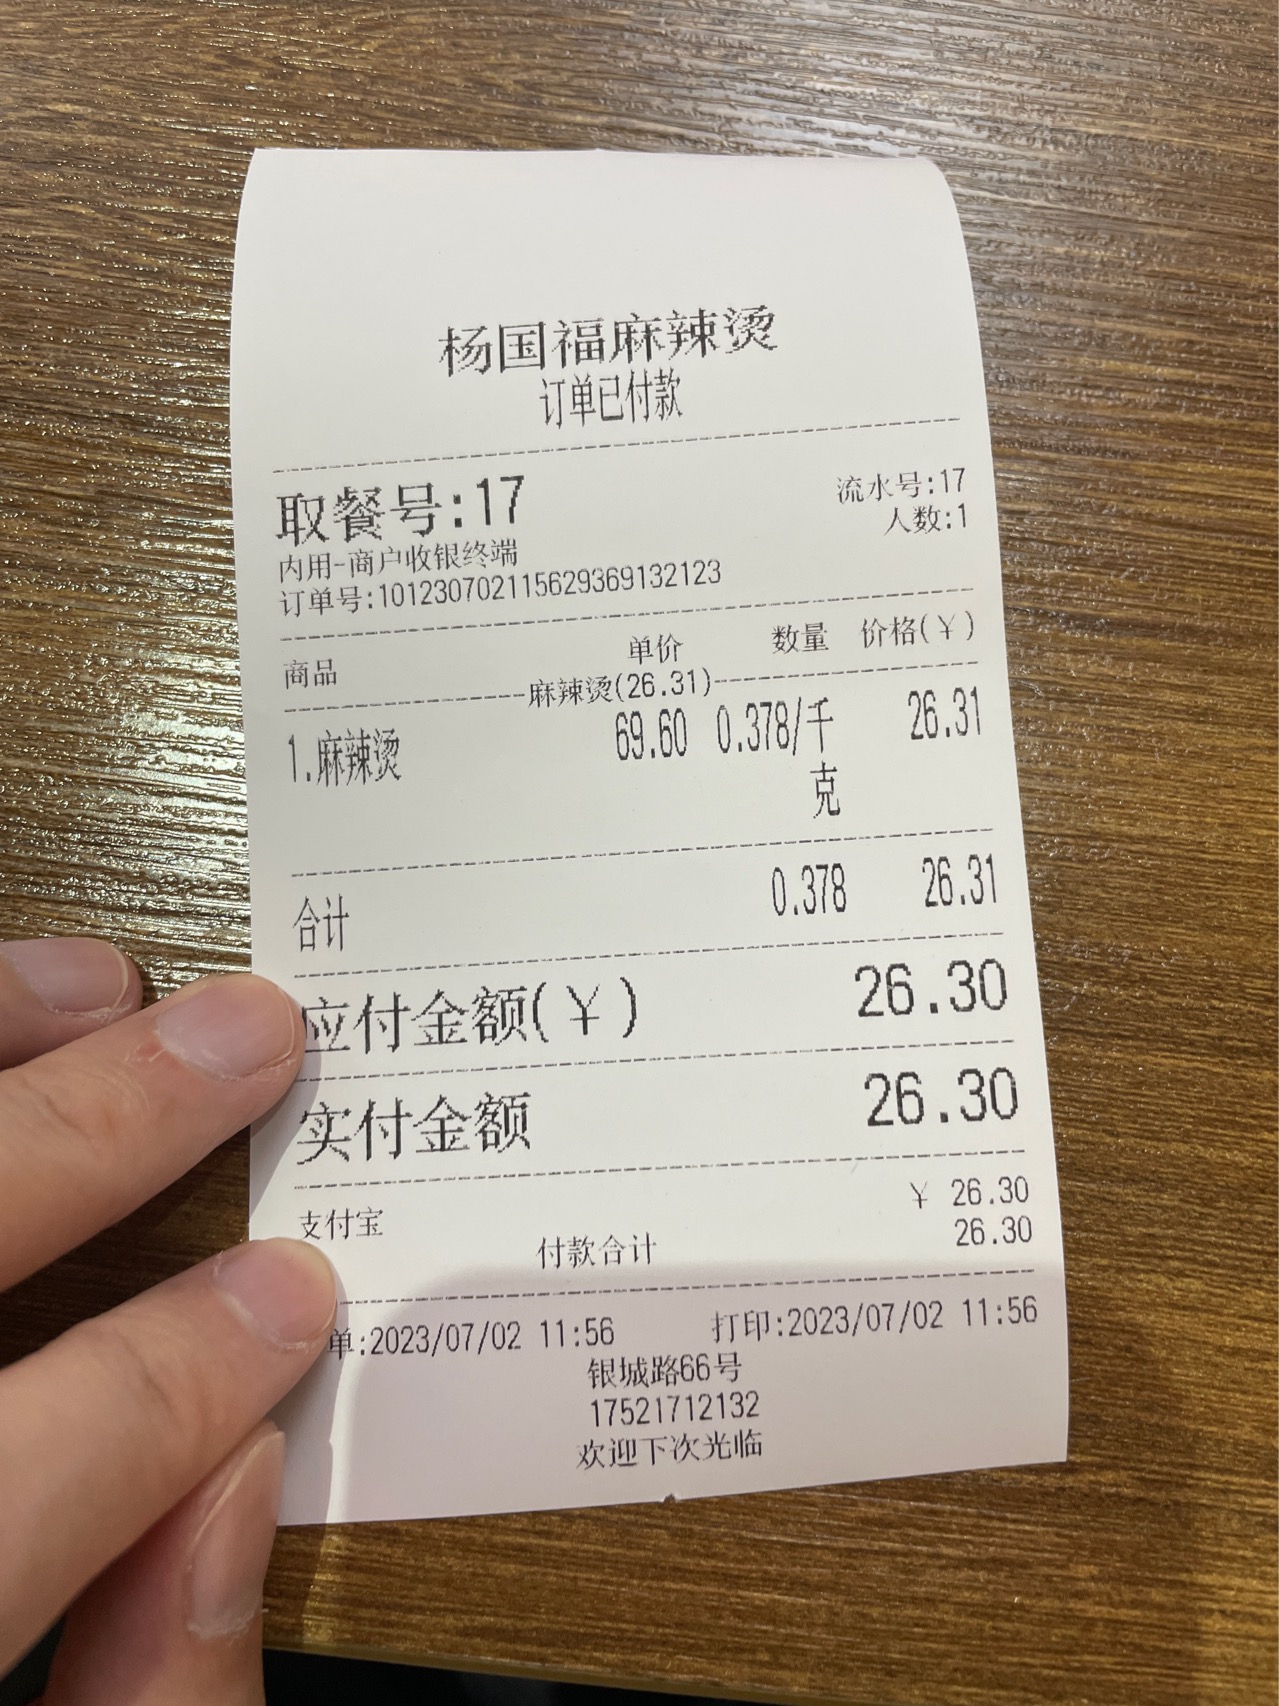 杨国福麻辣烫
订单已付款
取餐号:17 流水号:17
人数:1
内用-商户收银终端
订单号:101230702115629369132123
商品 单价 数量 价格(￥)
麻辣烫(26.31)
1.麻辣烫 69.60 0.378/千克 26.31
合计 0.378 26.31
应付金额(￥) 26.30
实付金额 26.30
支付宝 ￥ 26.30
付款合计 26.30
单:2023/07/02 11:56 打印:2023/07/02 11:56
银城路66号
17521712132
欢迎下次光临